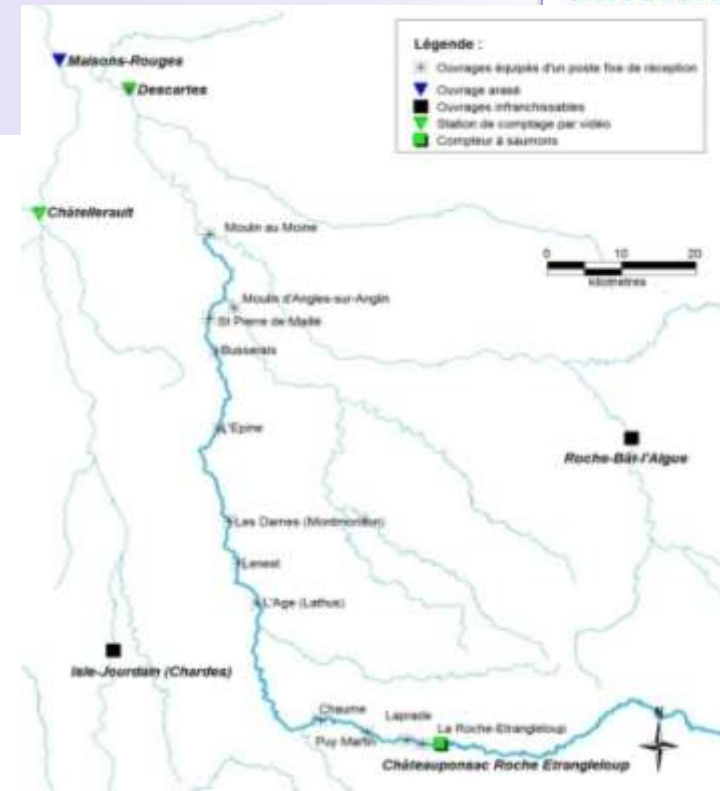 Maisons-Rouges
Descartes
Légende :
Ouvrages équipés d'un poste fixe de réception
Ouvrage arasé
Ouvrages infranchissables
Station de comptage par vidéo
Compteur à saumons
Châtellerault
Moulin au Moine
0 10 20
kilomètres
Moulin d'Angles-sur-Anglin
St Pierre de Maillé
Busserais
L'Epine
Roche-Bât-l'Aigue
Les Dames (Montmorillon)
Lenest
L'Age (Lathus)
Isle-Jourdain (Chardes)
Chaume
Laprade
N
La Roche-Etrangleloup
Puy Martin
Châteauponsac Roche Etrangleloup